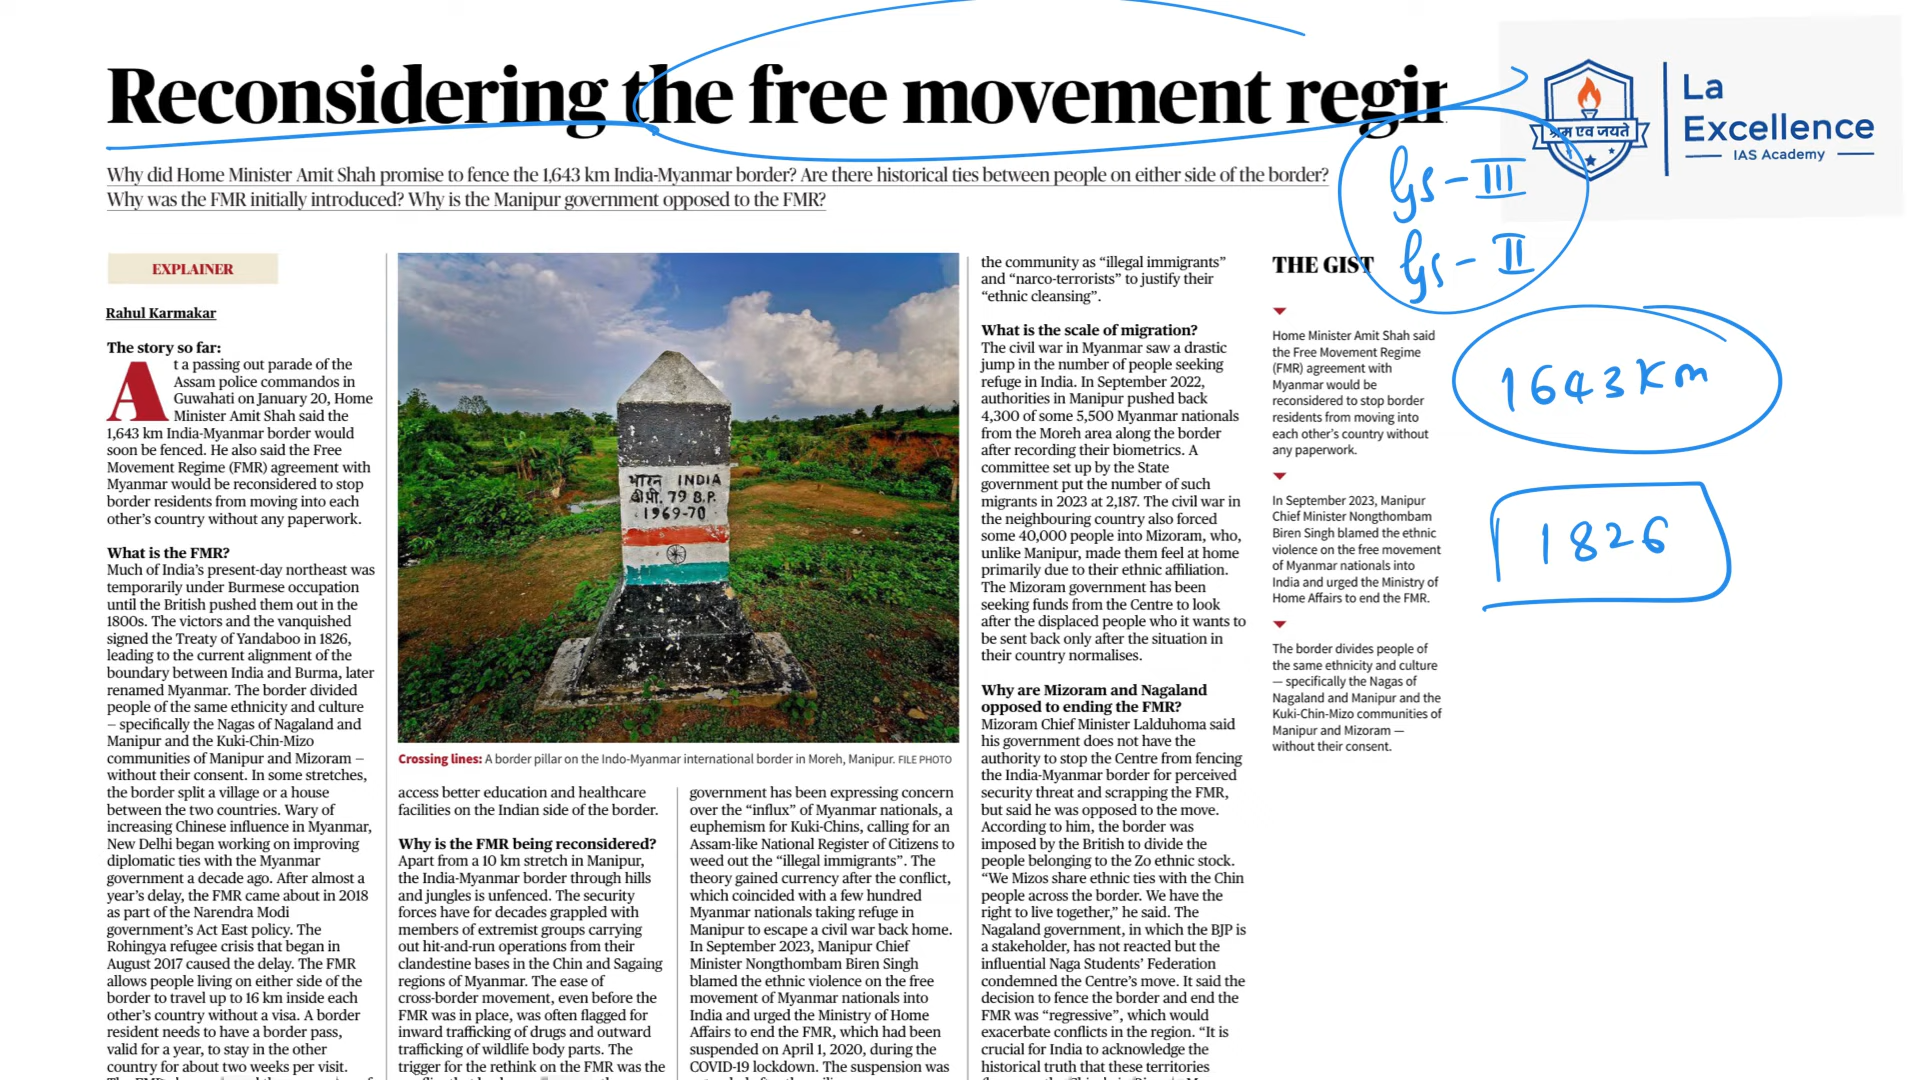 Reconsidering the free movement regi
Why did Home Minister Amit Shah promise to fence the 1,643 km India-Myanmar border? Are there historical ties between people on either side of the border?
Why was the FMR initially introduced? Why is the Manipur government opposed to the FMR?
La
Excellence
IAS Academy
श्रम एव जयते
GS-III
GS-II
1643 Km
1826
EXPLAINER
Rahul Karmakar
The story so far:
At a passing out parade of the
Assam police commandos in
Guwahati on January 20, Home
Minister Amit Shah said the
1,643 km India-Myanmar border would
soon be fenced. He also said the Free
Movement Regime (FMR) agreement with
Myanmar would be reconsidered to stop
border residents from moving into each
other's country without any paperwork.
What is the FMR?
Much of India's present-day northeast was
temporarily under Burmese occupation
until the British pushed them out in the
1800s. The victors and the vanquished
signed the Treaty of Yandaboo in 1826,
leading to the current alignment of the
boundary between India and Burma, later
renamed Myanmar. The border divided
people of the same ethnicity and culture
— specifically the Nagas of Nagaland and
Manipur and the Kuki-Chin-Mizo
communities of Manipur and Mizoram —
without their consent. In some stretches,
the border split a village or a house
between the two countries. Wary of
increasing Chinese influence in Myanmar,
New Delhi began working on improving
diplomatic ties with the Myanmar
government a decade ago. After almost a
year's delay, the FMR came about in 2018
as part of the Narendra Modi
government's Act East policy. The
Rohingya refugee crisis that began in
August 2017 caused the delay. The FMR
allows people living on either side of the
border to travel up to 16 km inside each
other's country without a visa. A border
resident needs to have a border pass,
valid for a year, to stay in the other
country for about two weeks per visit.
भारत INDIA
बी.पी. 79 B.P.
1969-70
Crossing lines: A border pillar on the Indo-Myanmar international border in Moreh, Manipur. FILE PHOTO
access better education and healthcare
facilities on the Indian side of the border.
Why is the FMR being reconsidered?
Apart from a 10 km stretch in Manipur,
the India-Myanmar border through hills
and jungles is unfenced. The security
forces have for decades grappled with
members of extremist groups carrying
out hit-and-run operations from their
clandestine bases in the Chin and Sagaing
regions of Myanmar. The ease of
cross-border movement, even before the
FMR was in place, was often flagged for
inward trafficking of drugs and outward
trafficking of wildlife body parts. The
trigger for the rethink on the FMR was the
government has been expressing concern
over the "influx" of Myanmar nationals, a
euphemism for Kuki-Chins, calling for an
Assam-like National Register of Citizens to
weed out the "illegal immigrants". The
theory gained currency after the conflict,
which coincided with a few hundred
Myanmar nationals taking refuge in
Manipur to escape a civil war back home.
In September 2023, Manipur Chief
Minister Nongthombam Biren Singh
blamed the ethnic violence on the free
movement of Myanmar nationals into
India and urged the Ministry of Home
Affairs to end the FMR, which had been
suspended on April 1, 2020, during the
COVID-19 lockdown. The suspension was
the community as "illegal immigrants"
and "narco-terrorists" to justify their
"ethnic cleansing".
What is the scale of migration?
The civil war in Myanmar saw a drastic
jump in the number of people seeking
refuge in India. In September 2022,
authorities in Manipur pushed back
4,300 of some 5,500 Myanmar nationals
from the Moreh area along the border
after recording their biometrics. A
committee set up by the State
government put the number of such
migrants in 2023 at 2,187. The civil war in
the neighbouring country also forced
some 40,000 people into Mizoram, who,
unlike Manipur, made them feel at home
primarily due to their ethnic affiliation.
The Mizoram government has been
seeking funds from the Centre to look
after the displaced people who it wants to
be sent back only after the situation in
their country normalises.
Why are Mizoram and Nagaland
opposed to ending the FMR?
Mizoram Chief Minister Lalduhoma said
his government does not have the
authority to stop the Centre from fencing
the India-Myanmar border for perceived
security threat and scrapping the FMR,
but said he was opposed to the move.
According to him, the border was
imposed by the British to divide the
people belonging to the Zo ethnic stock.
"We Mizos share ethnic ties with the Chin
people across the border. We have the
right to live together," he said. The
Nagaland government, in which the BJP is
a stakeholder, has not reacted but the
influential Naga Students' Federation
condemned the Centre's move. It said the
decision to fence the border and end the
FMR was "regressive", which would
exacerbate conflicts in the region. "It is
crucial for India to acknowledge the
historical truth that these territories
THE GIST
Home Minister Amit Shah said
the Free Movement Regime
(FMR) agreement with
Myanmar would be
reconsidered to stop border
residents from moving into
each other's country without
any paperwork.
In September 2023, Manipur
Chief Minister Nongthombam
Biren Singh blamed the ethnic
violence on the free movement
of Myanmar nationals into
India and urged the Ministry of
Home Affairs to end the FMR.
The border divides people of
the same ethnicity and culture
— specifically the Nagas of
Nagaland and Manipur and the
Kuki-Chin-Mizo communities of
Manipur and Mizoram —
without their consent.